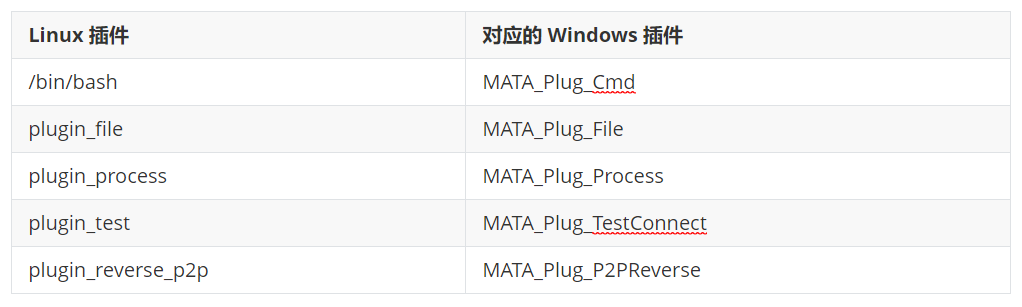 Linux 插件 对应的 Windows 插件
/bin/bash MATA_Plug_Cmd
plugin_file MATA_Plug_File
plugin_process MATA_Plug_Process
plugin_test MATA_Plug_TestConnect
plugin_reverse_p2p MATA_Plug_P2PReverse